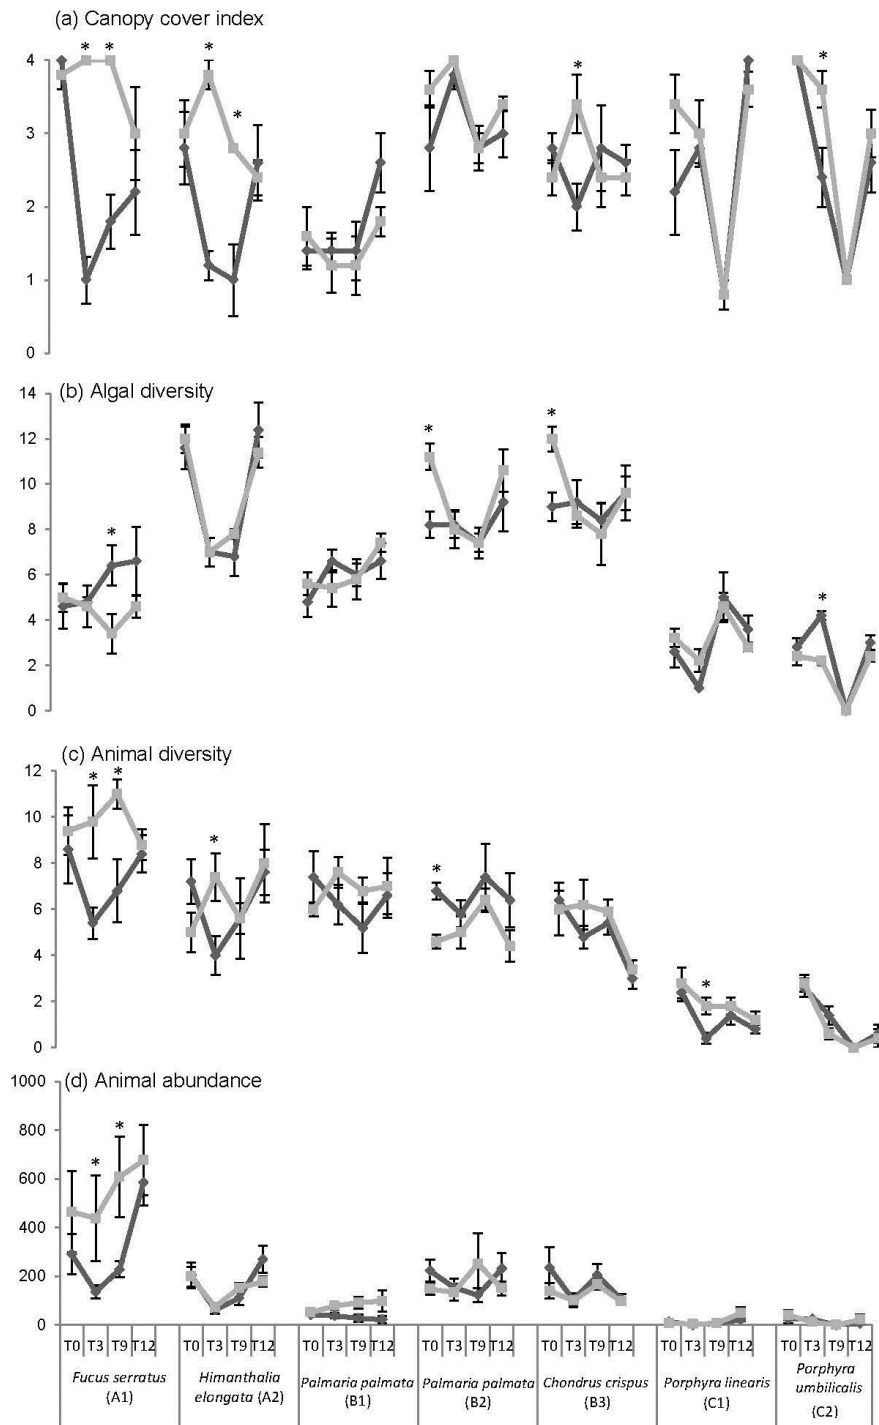 (a) Canopy cover index
* * * * * *
4
3
2
1
0
(b) Algal diversity
* * * *
14
12
10
8
6
4
2
0
(c) Animal diversity
* * * * *
12
10
8
6
4
2
0
(d) Animal abundance
* *
1000
800
600
400
200
0
T0 T3 T9 T12 T0 T3 T9 T12 T0 T3 T9 T12 T0 T3 T9 T12 T0 T3 T9 T12 T0 T3 T9 T12 T0 T3 T9 T12
Fucus serratus
(A1)
Himanthalia
elongata (A2)
Palmaria palmata
(B1)
Palmaria palmata
(B2)
Chondrus crispus
(B3)
Porphyra linearis
(C1)
Porphyra
umbilicalis
(C2)